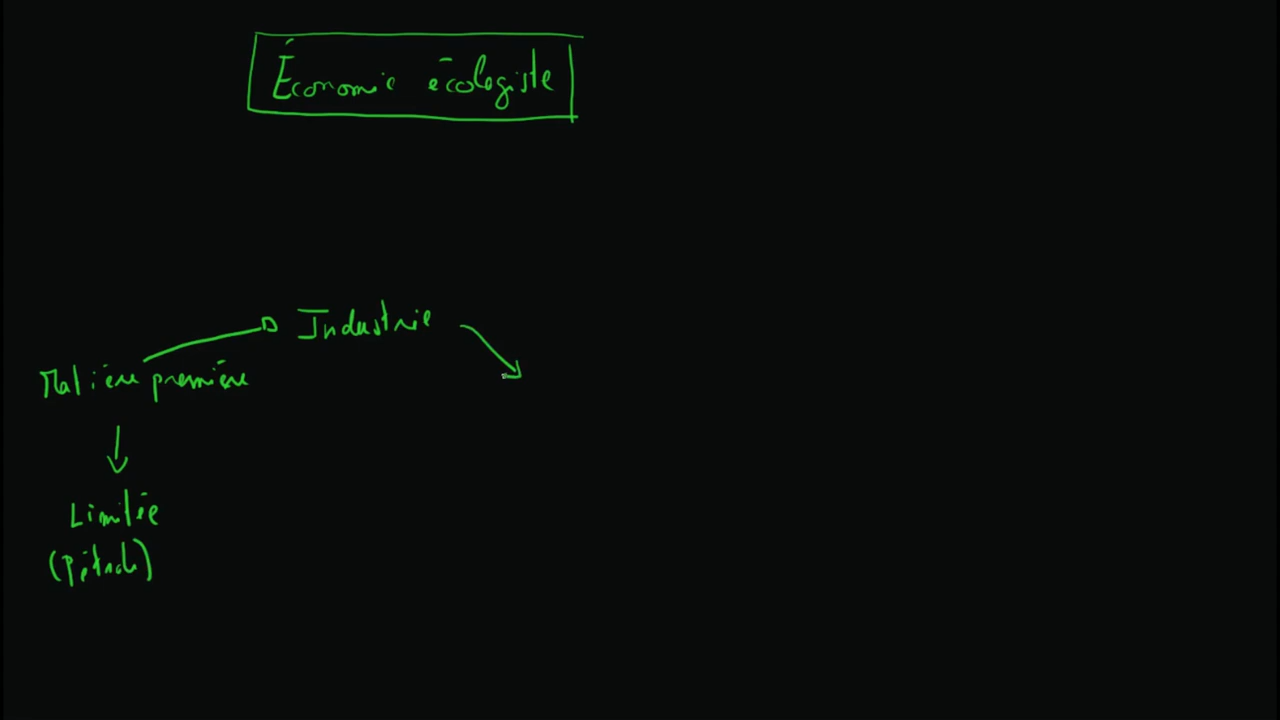 Économie écologiste
Industrie
Matière première
Limitée
(Pétrole)